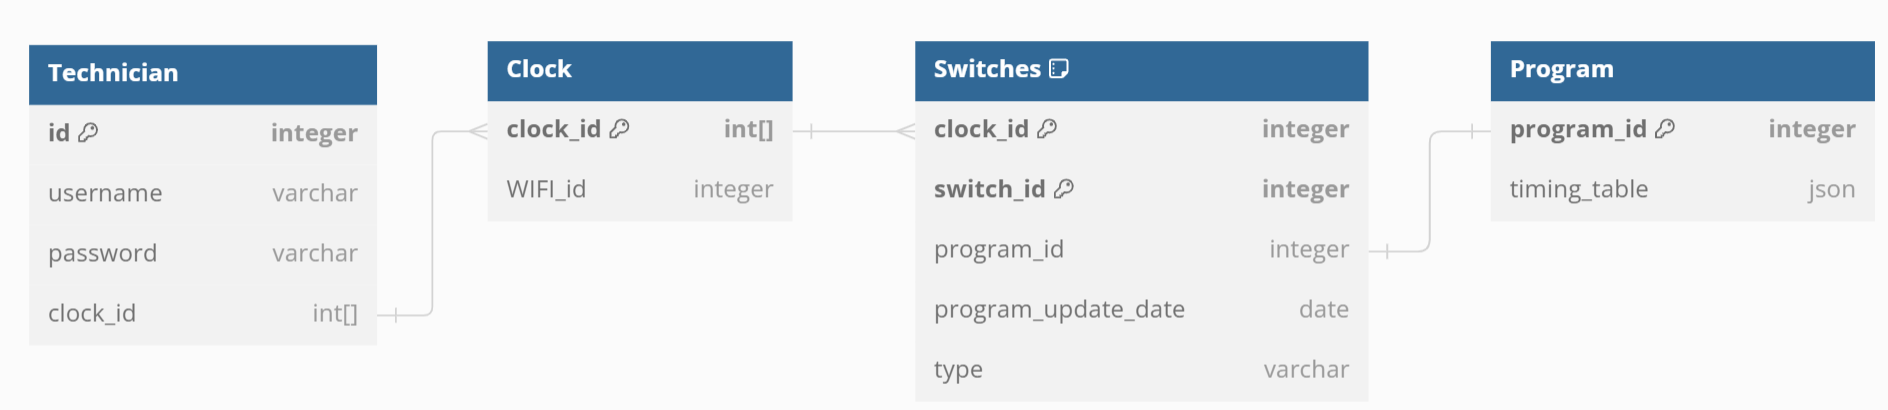 Technician
id integer
username varchar
password varchar
clock_id int[]
Clock
clock_id int[]
WIFI_id integer
Switches
clock_id integer
switch_id integer
program_id integer
program_update_date date
type varchar
Program
program_id integer
timing_table json